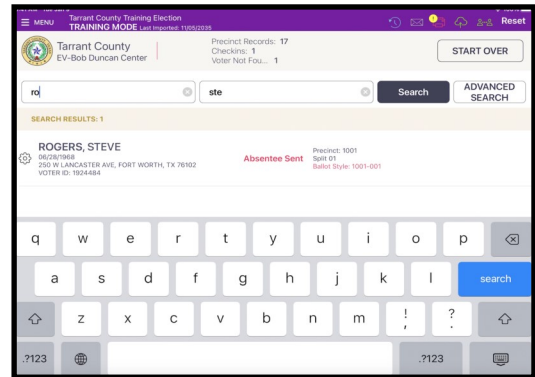 MENU
Tarrant County Training Election
TRAINING MODE Last Imported: 11/05/2035
Reset
Tarrant County
EV-Bob Duncan Center
Precinct Records: 17
Checkins: 1
Voter Not Fou... 1
START OVER
ro
ste
Search
ADVANCED
SEARCH
SEARCH RESULTS: 1
ROGERS, STEVE
06/28/1968
250 W LANCASTER AVE, FORT WORTH, TX 76102
VOTER ID: 1924484
Absentee Sent
Precinct: 1001
Split 01
Ballot Style: 1001-001
q w e r t y u i o p
a s d f g h j k l search
z x c v b n m ! , ? .
.?123 .?123